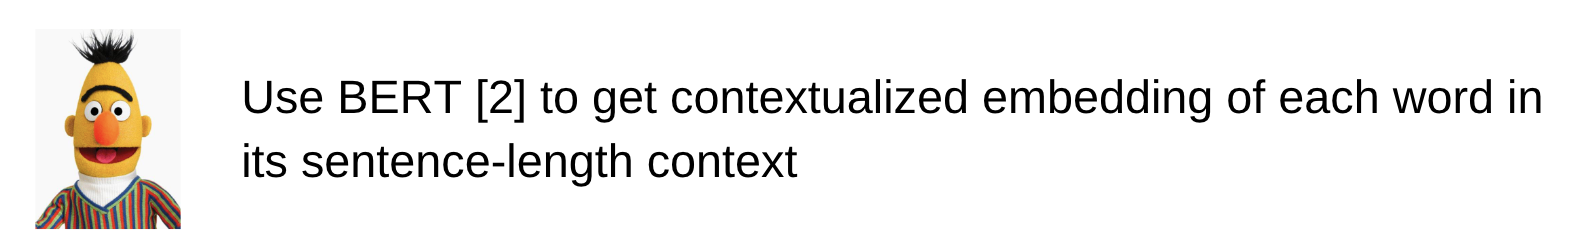 Use BERT [2] to get contextualized embedding of each word in
its sentence-length context